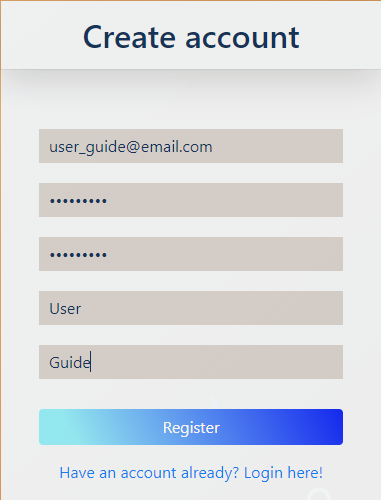 Create account
user_guide@email.com
•••••••••
•••••••••
User
Guide
Register
Have an account already? Login here!